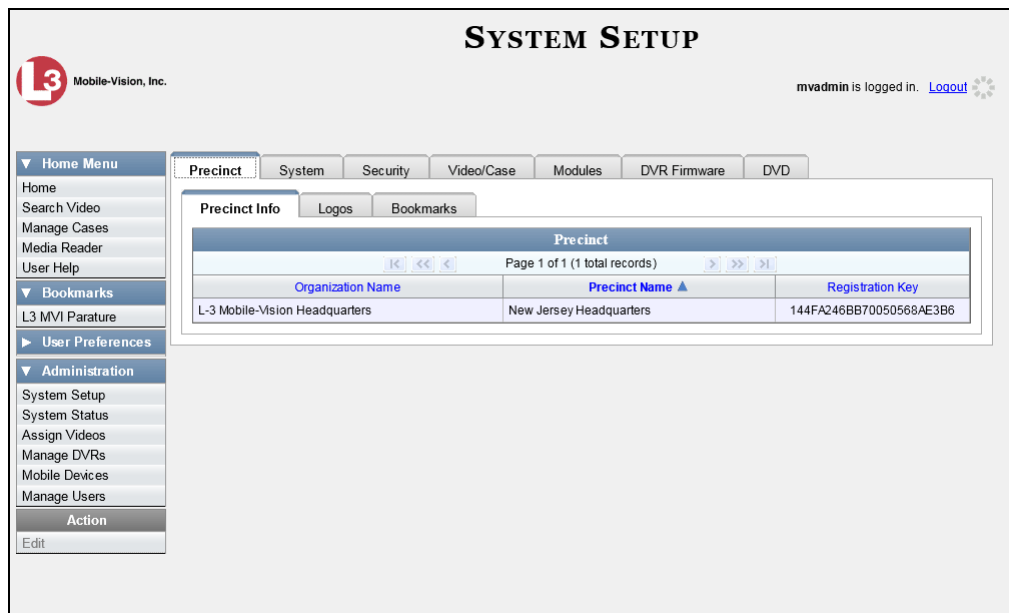 SYSTEM SETUP
L3 Mobile-Vision, Inc.
mvadmin is logged in. Logout
Home Menu
Home
Search Video
Manage Cases
Media Reader
User Help
Bookmarks
L3 MVI Parature
User Preferences
Administration
System Setup
System Status
Assign Videos
Manage DVRs
Mobile Devices
Manage Users
Action
Edit
Precinct System Security Video/Case Modules DVR Firmware DVD
Precinct Info Logos Bookmarks
Precinct
Page 1 of 1 (1 total records)
Organization Name Precinct Name Registration Key
L-3 Mobile-Vision Headquarters New Jersey Headquarters 144FA246BB70050568AE3B6